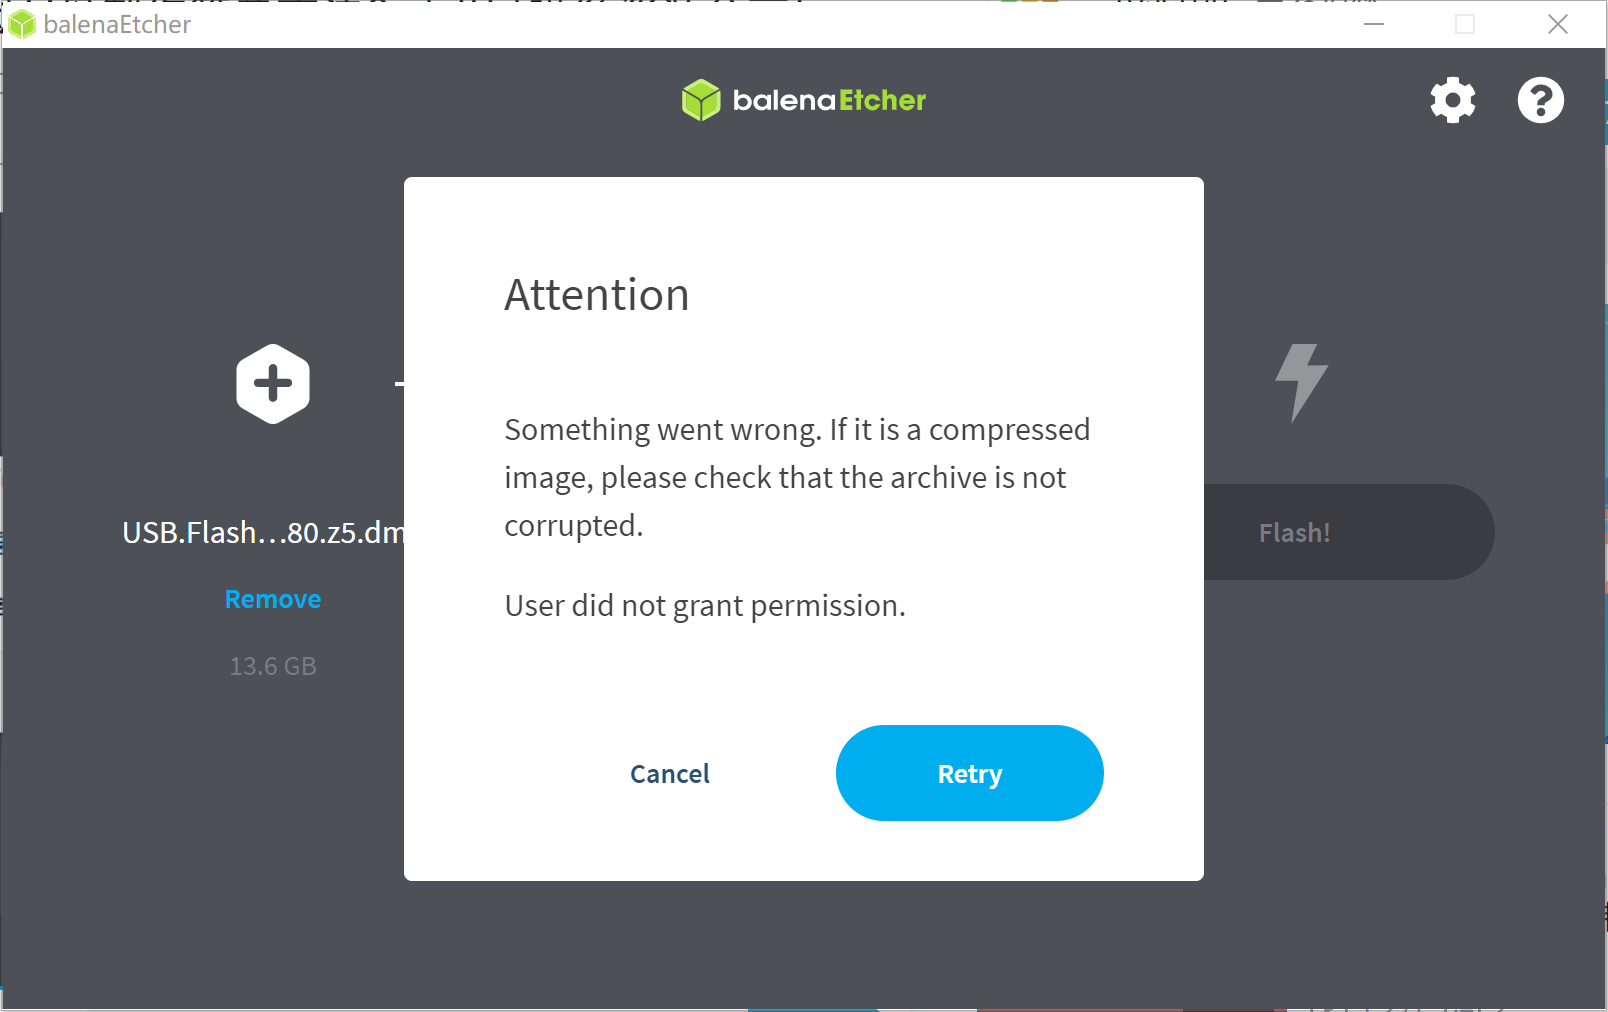 balenaEtcher
balenaEtcher
Attention
Something went wrong. If it is a compressed
image, please check that the archive is not
corrupted.
User did not grant permission.
Cancel
Retry
USB.Flash...80.z5.dm
Remove
13.6 GB
Flash!